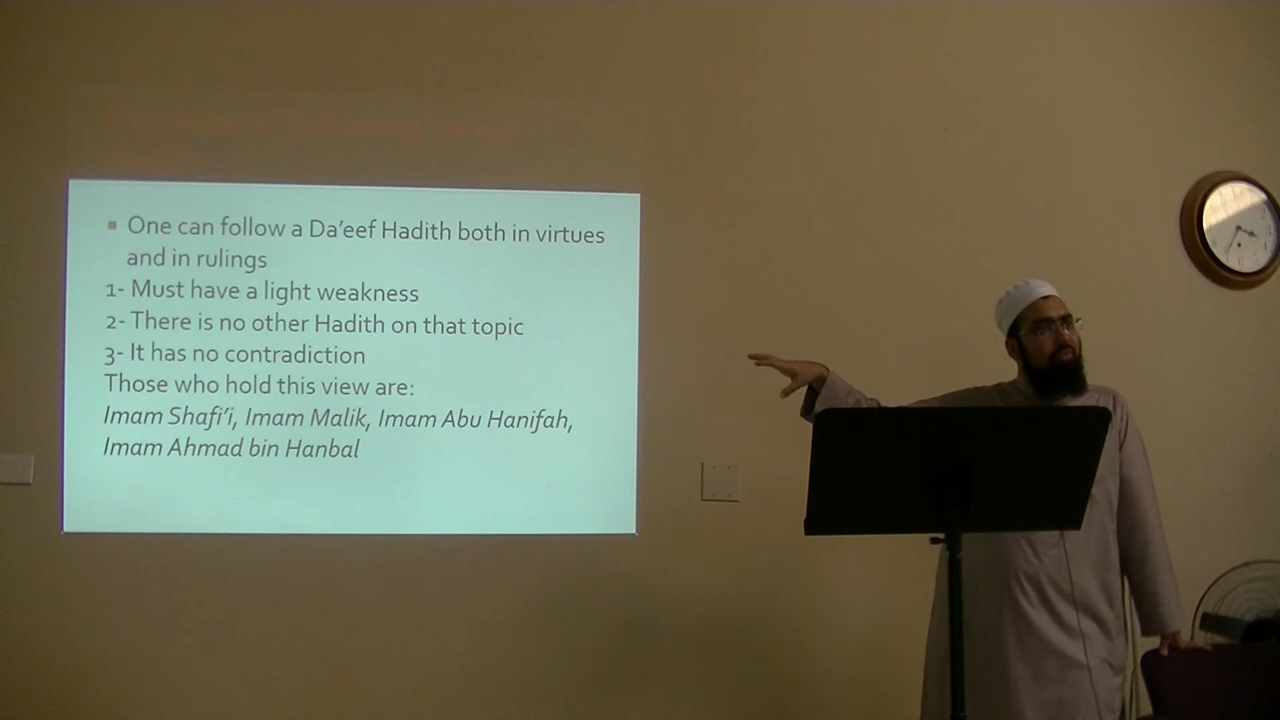 One can follow a Da'eef Hadith both in virtues
and in rulings
1- Must have a light weakness
2- There is no other Hadith on that topic
3- It has no contradiction
Those who hold this view are:
Imam Shafi'i, Imam Malik, Imam Abu Hanifah,
Imam Ahmad bin Hanbal